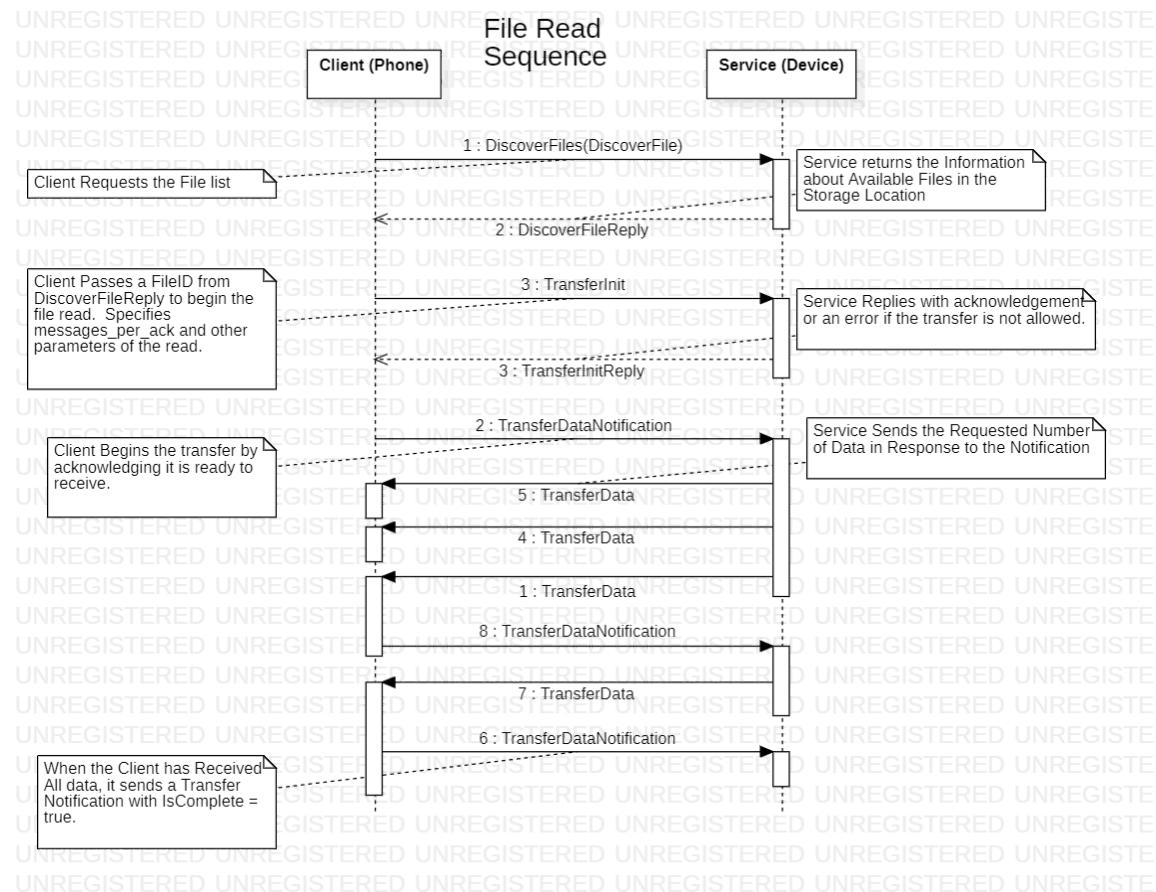 File Read
Sequence
Client (Phone)
Service (Device)
1 : DiscoverFiles(DiscoverFile)
Service returns the Information
about Available Files in the
Storage Location
Client Requests the File list
2 : DiscoverFileReply
Client Passes a FileID from
DiscoverFileReply to begin the
file read.  Specifies
messages_per_ack and other
parameters of the read.
3 : TransferInit
Service Replies with acknowledgement
or an error if the transfer is not allowed.
3 : TransferInitReply
2 : TransferDataNotification
Service Sends the Requested Number
of Data in Response to the Notification
Client Begins the transfer by
acknowledging it is ready to
receive.
5 : TransferData
4 : TransferData
1 : TransferData
8 : TransferDataNotification
7 : TransferData
6 : TransferDataNotification
When the Client has Received
All data, it sends a Transfer
Notification with IsComplete =
true.
UNREGISTERED